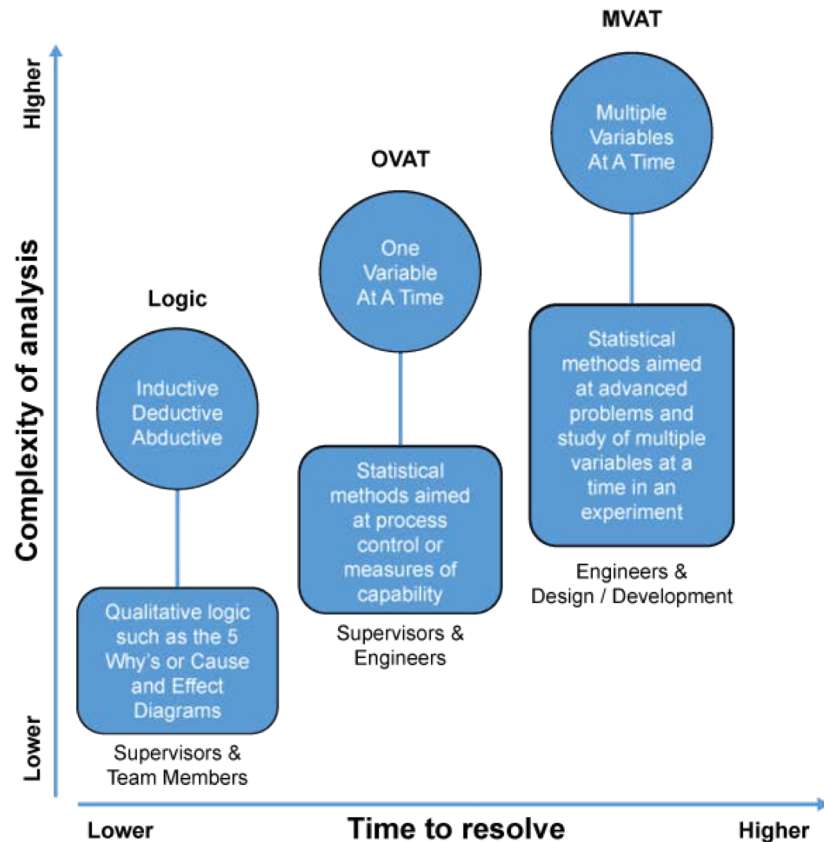 MVAT
Multiple
Variables
At A Time
OVAT
One
Variable
At A Time
Logic
Inductive
Deductive
Abductive
Statistical
methods aimed
at advanced
problems and
study of multiple
variables at a
time in an
experiment
Engineers &
Design / Development
Statistical
methods aimed
at process
control or
measures of
capability
Supervisors &
Engineers
Qualitative logic
such as the 5
Why's or Cause
and Effect
Diagrams
Supervisors &
Team Members
Higher
Complexity of analysis
Lower
Lower
Time to resolve
Higher